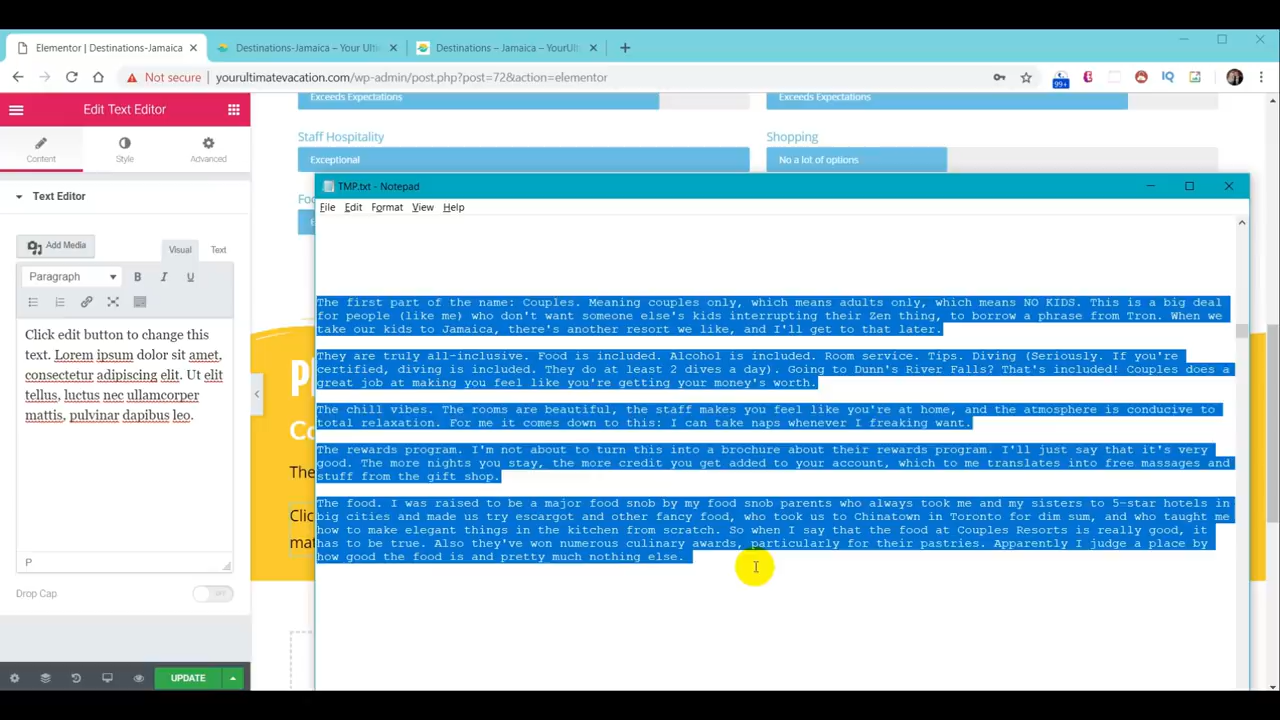 Elementor | Destinations-Jamaica
Destinations-Jamaica – Your Ulti
Destinations – Jamaica – YourUlt
Not secure
yourultimatevacation.com/wp-admin/post.php?post=72&action=elementor
99+
IQ
Edit Text Editor
Content
Style
Advanced
Text Editor
Add Media
Visual
Text
Paragraph
B
I
U
Click edit button to change this
text. Lorem ipsum dolor sit amet,
consectetur adipiscing elit. Ut elit
tellus, luctus nec ullamcorper
mattis, pulvinar dapibus leo.
P
Drop Cap
OFF
UPDATE
Exceeds Expectations
Exceeds Expectations
Staff Hospitality
Shopping
Exceptional
No a lot of options
Fo
Pl
Co
The
Clic
mat
TMP.txt - Notepad
File
Edit
Format
View
Help
The first part of the name: Couples. Meaning couples only, which means adults only, which means NO KIDS. This is a big deal
for people (like me) who don't want someone else's kids interrupting their Zen thing, to borrow a phrase from Tron. When we
take our kids to Jamaica, there's another resort we like, and I'll get to that later.
They are truly all-inclusive. Food is included. Alcohol is included. Room service. Tips. Diving (Seriously. If you're
certified, diving is included. They do at least 2 dives a day). Going to Dunn's River Falls? That's included! Couples does a
great job at making you feel like you're getting your money's worth.
The chill vibes. The rooms are beautiful, the staff makes you feel like you're at home, and the atmosphere is conducive to
total relaxation. For me it comes down to this: I can take naps whenever I freaking want.
The rewards program. I'm not about to turn this into a brochure about their rewards program. I'll just say that it's very
good. The more nights you stay, the more credit you get added to your account, which to me translates into free massages and
stuff from the gift shop.
The food. I was raised to be a major food snob by my food snob parents who always took me and my sisters to 5-star hotels in
big cities and made us try escargot and other fancy food, who took us to Chinatown in Toronto for dim sum, and who taught me
how to make elegant things in the kitchen from scratch. So when I say that the food at Couples Resorts is really good, it
has to be true. Also they've won numerous culinary awards, particularly for their pastries. Apparently I judge a place by
how good the food is and pretty much nothing else.